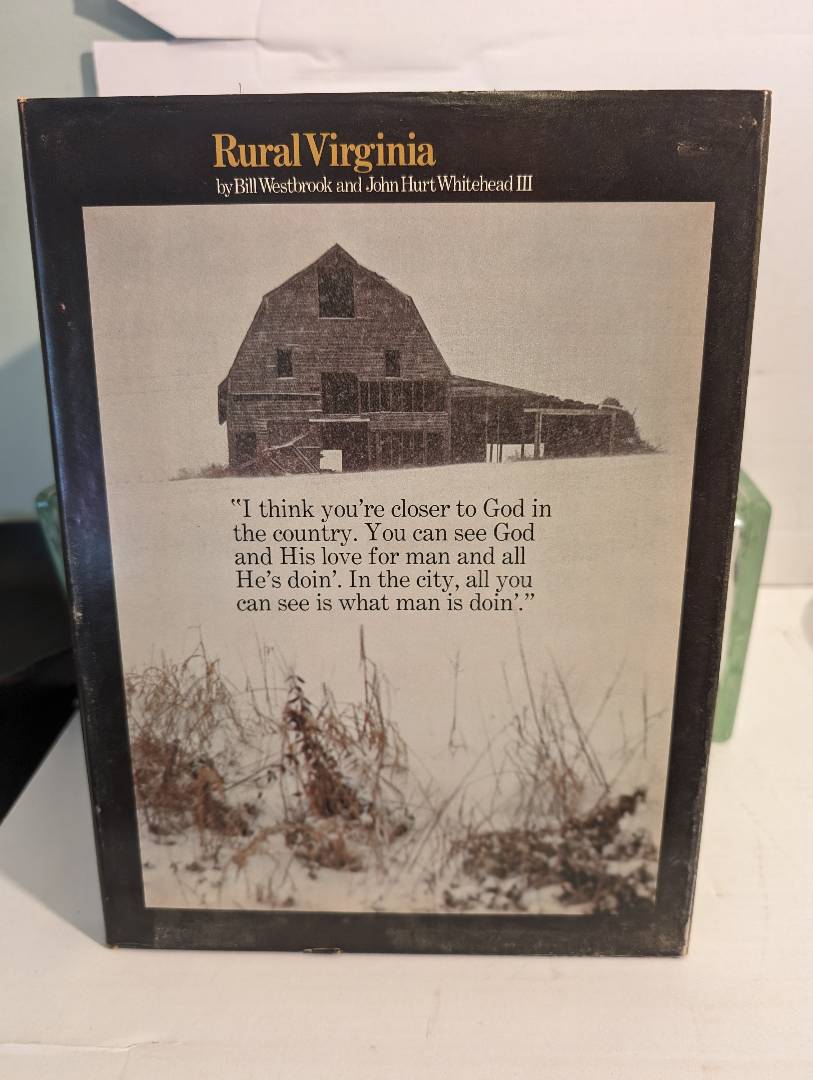 Rural Virginia
by Bill Westbrook and John Hurt Whitehead III
“I think you’re closer to God in
the country. You can see God
and His love for man and all
He’s doin’. In the city, all you
can see is what man is doin’.”